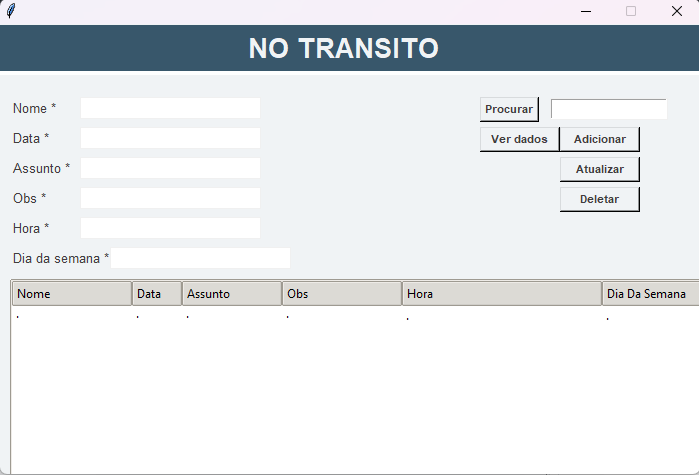 NO TRANSITO
Nome * Procurar
Data * Ver dados Adicionar
Assunto * Atualizar
Obs * Deletar
Hora *
Dia da semana *
Nome Data Assunto Obs Hora Dia Da Semana
. . . . . .